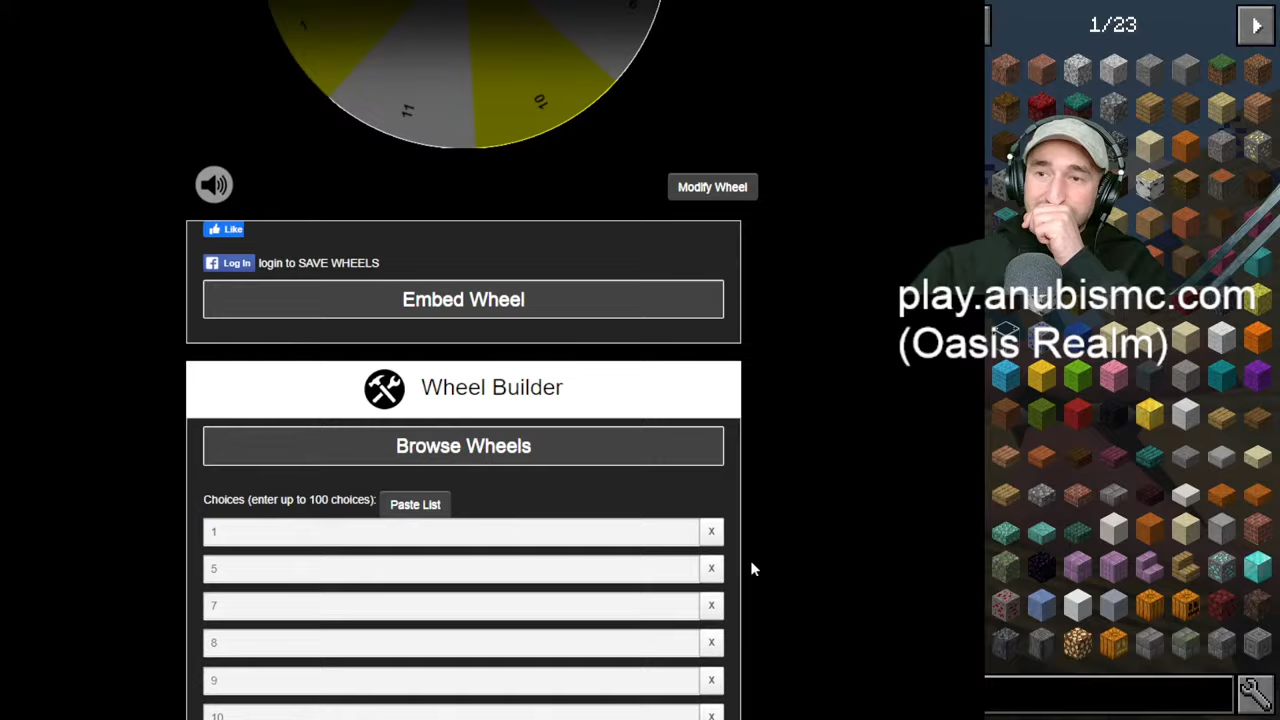 1/23
1
6
11
10
Modify Wheel
Like
Log In login to SAVE WHEELS
Embed Wheel
play.anubismc.com
(Oasis Realm)
Wheel Builder
Browse Wheels
Choices (enter up to 100 choices): Paste List
1 x
5 x
7 x
8 x
9 x
10 x